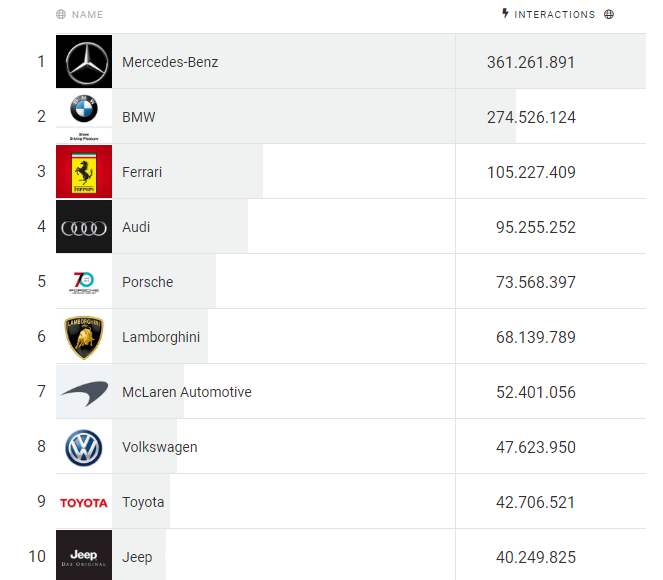 NAME INTERACTIONS
1 Mercedes-Benz 361.261.891
BMW
2 BMW 274.526.124
Sheer
Driving Pleasure
3 Ferrari Ferrari 105.227.409
4 Audi 95.255.252
70
5 PORSCHE Porsche 73.568.397
LAMBORGHINI
6 Lamborghini 68.139.789
7 McLaren Automotive 52.401.056
8 Volkswagen 47.623.950
9 TOYOTA Toyota 42.706.521
10 Jeep Jeep 40.249.825
DAS ORIGINAL